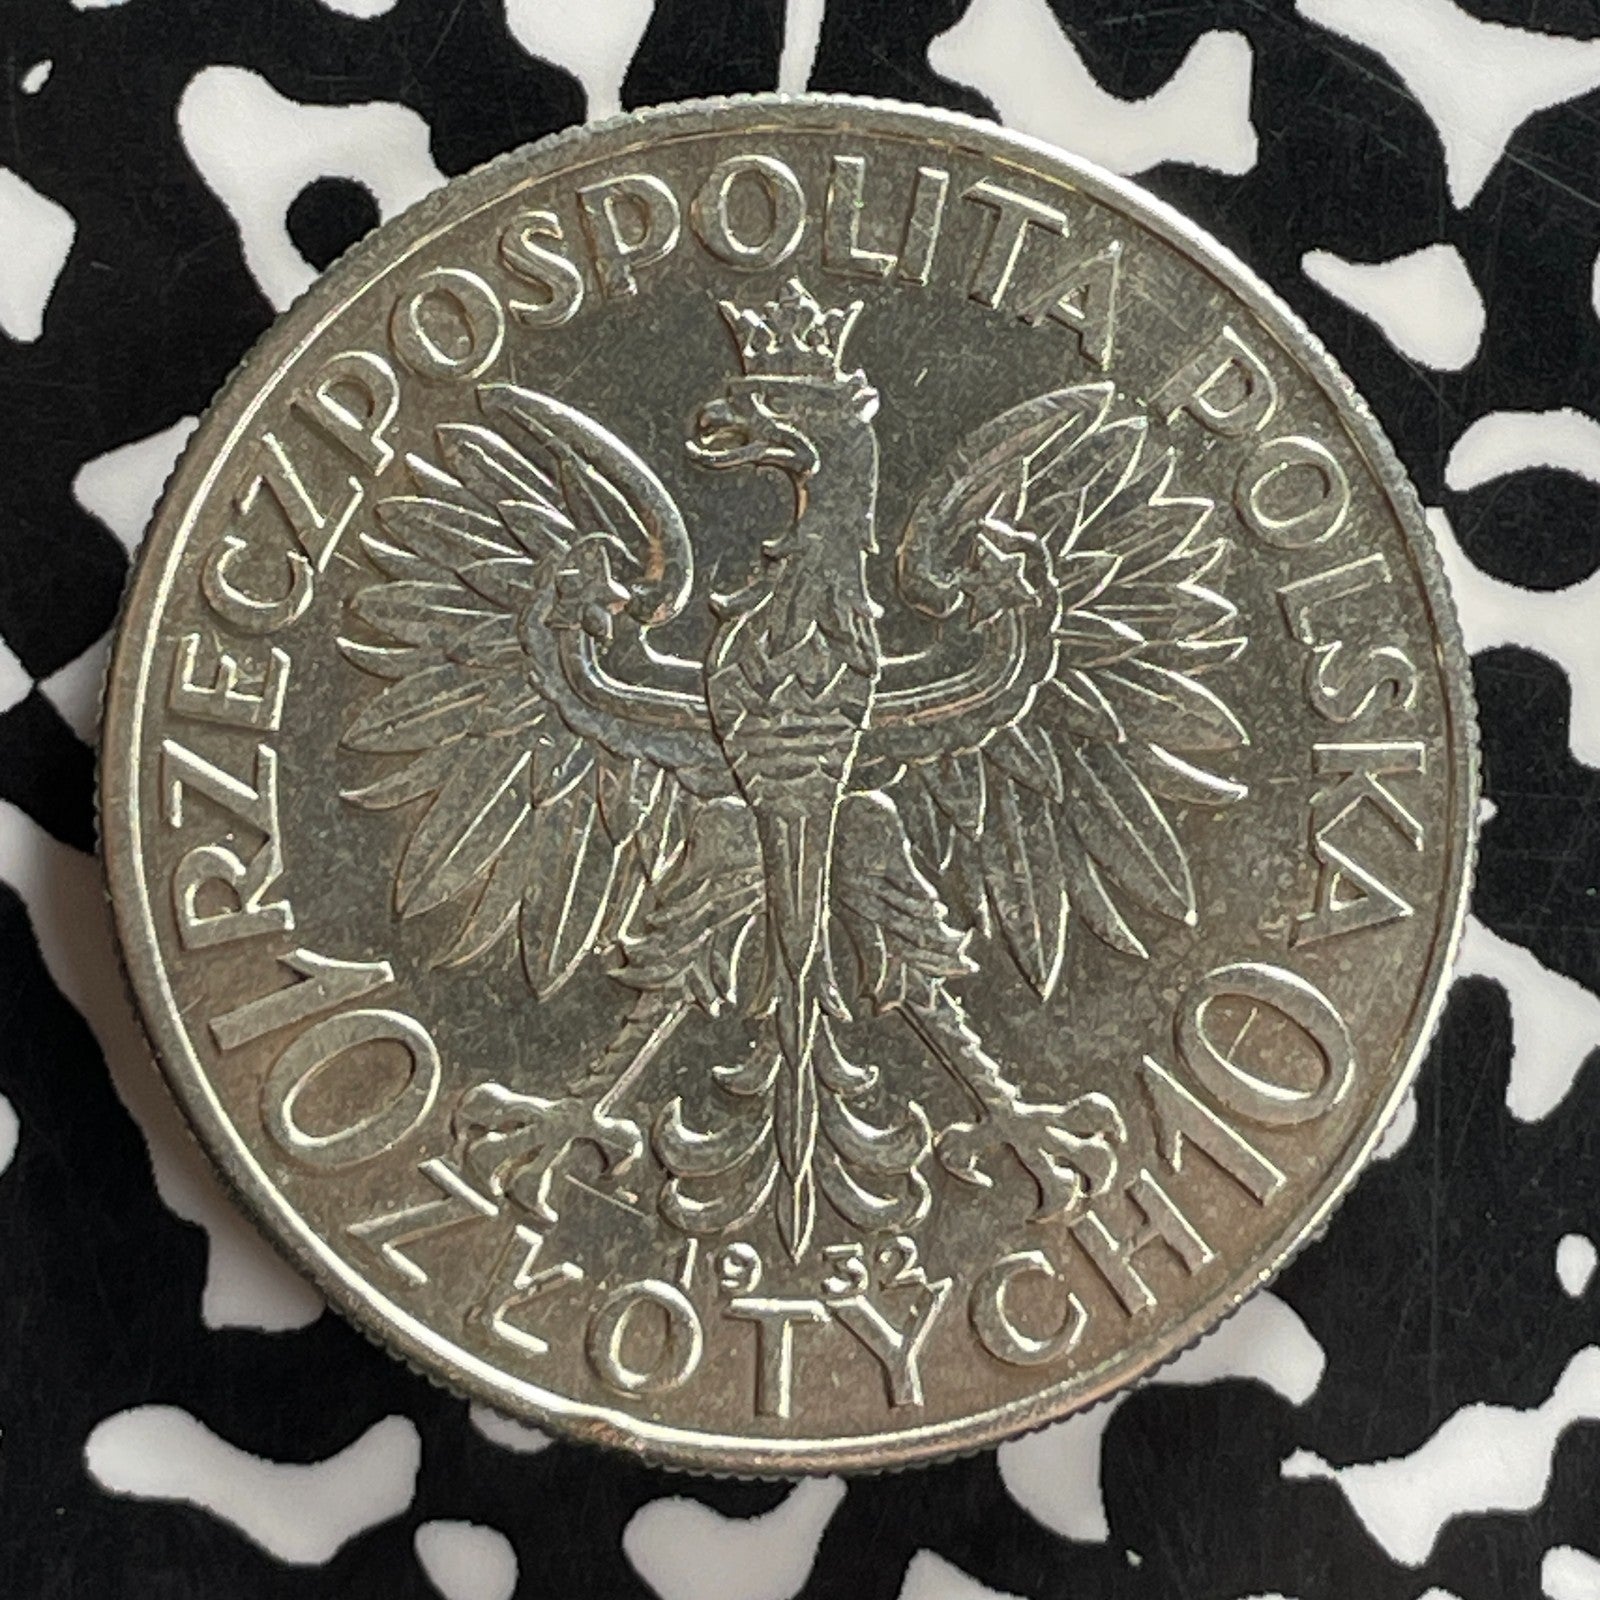 RZECZPOSPOLITA POLSKA
1932
10 ZŁOTYCH 10